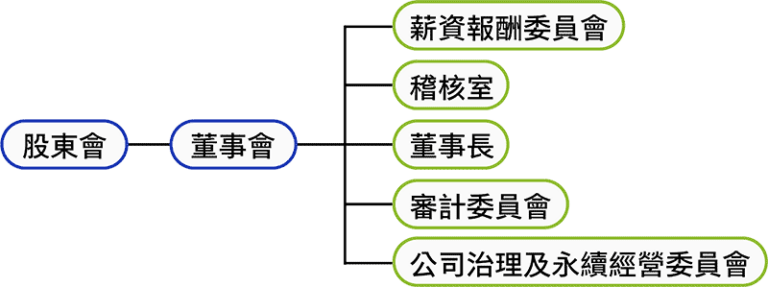 股東會
董事會
薪資報酬委員會
稽核室
董事長
審計委員會
公司治理及永續經營委員會